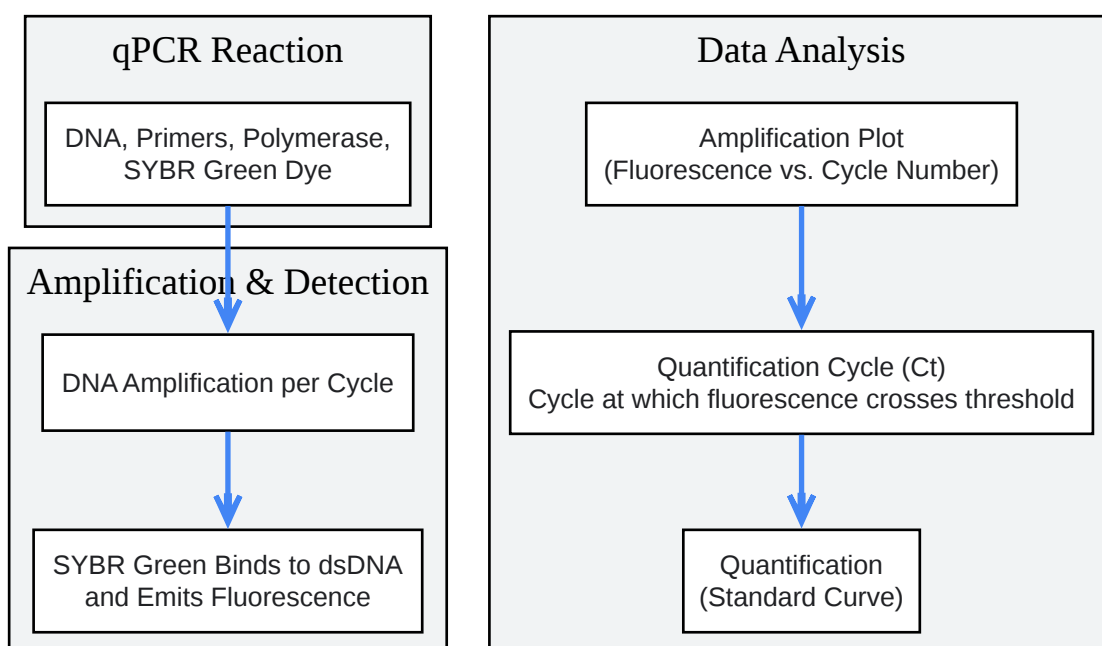 qPCR Reaction
DNA, Primers, Polymerase,
SYBR Green Dye
Amplification & Detection
DNA Amplification per Cycle
SYBR Green Binds to dsDNA
and Emits Fluorescence
Data Analysis
Amplification Plot
(Fluorescence vs. Cycle Number)
Quantification Cycle (Ct)
Cycle at which fluorescence crosses threshold
Quantification
(Standard Curve)